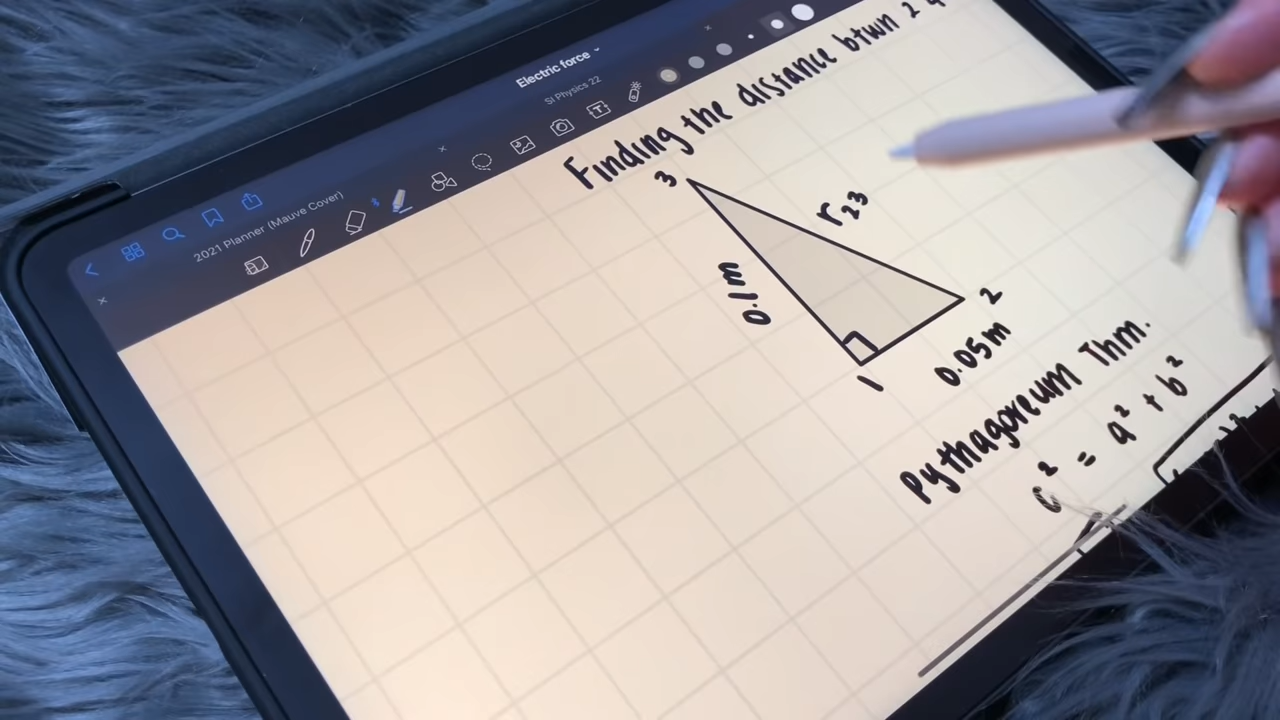 Electric force
SI Physics 22
2021 Planner (Mauve Cover)
Finding the distance btwn 2
3
r23
0.1m
2
1
0.05m
Pythagoreum Thm.
c² = a² + b²